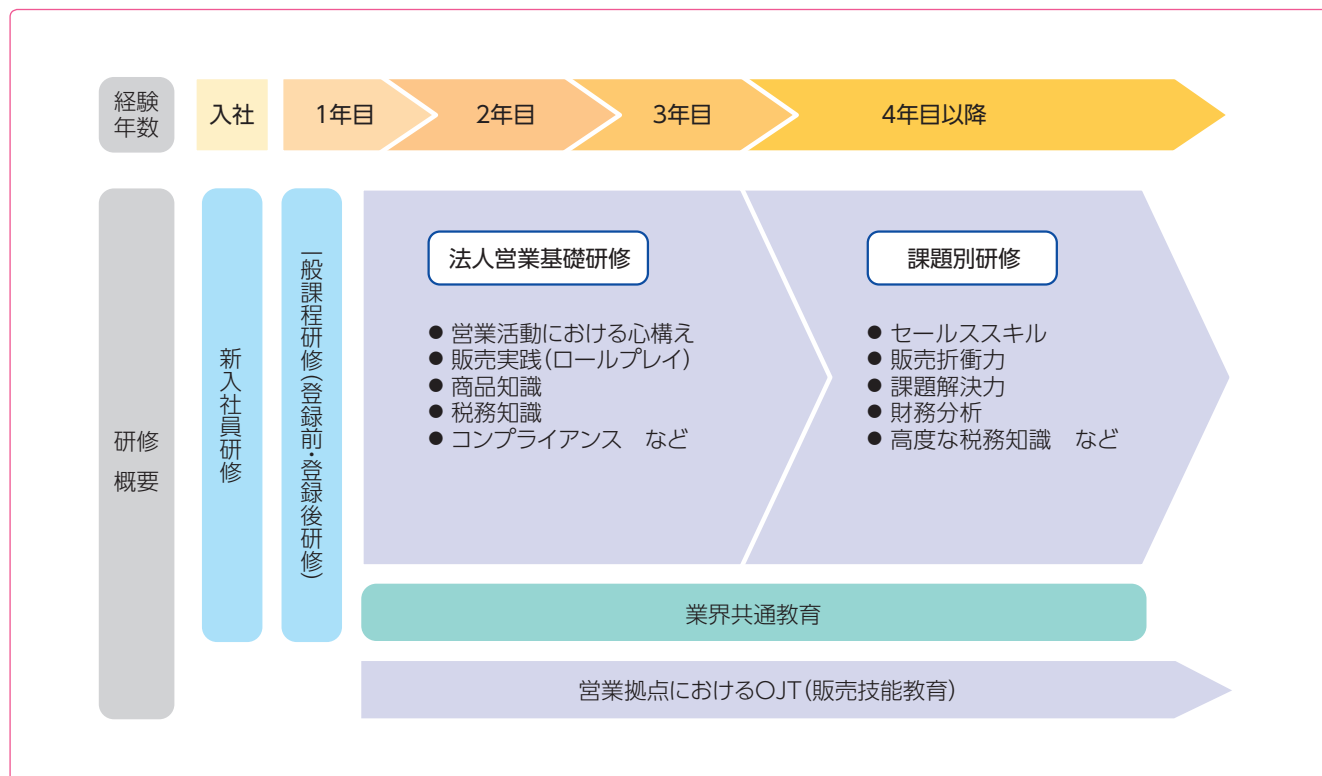 経験
年数
入社
1年目
2年目
3年目
4年目以降
研修
概要
新入社員研修
一般課程研修(登録前・登録後研修)
法人営業基礎研修
● 営業活動における心構え
● 販売実践(ロールプレイ)
● 商品知識
● 税務知識
● コンプライアンス　など
課題別研修
● セールススキル
● 販売折衝力
● 課題解決力
● 財務分析
● 高度な税務知識　など
業界共通教育
営業拠点におけるOJT(販売技能教育)